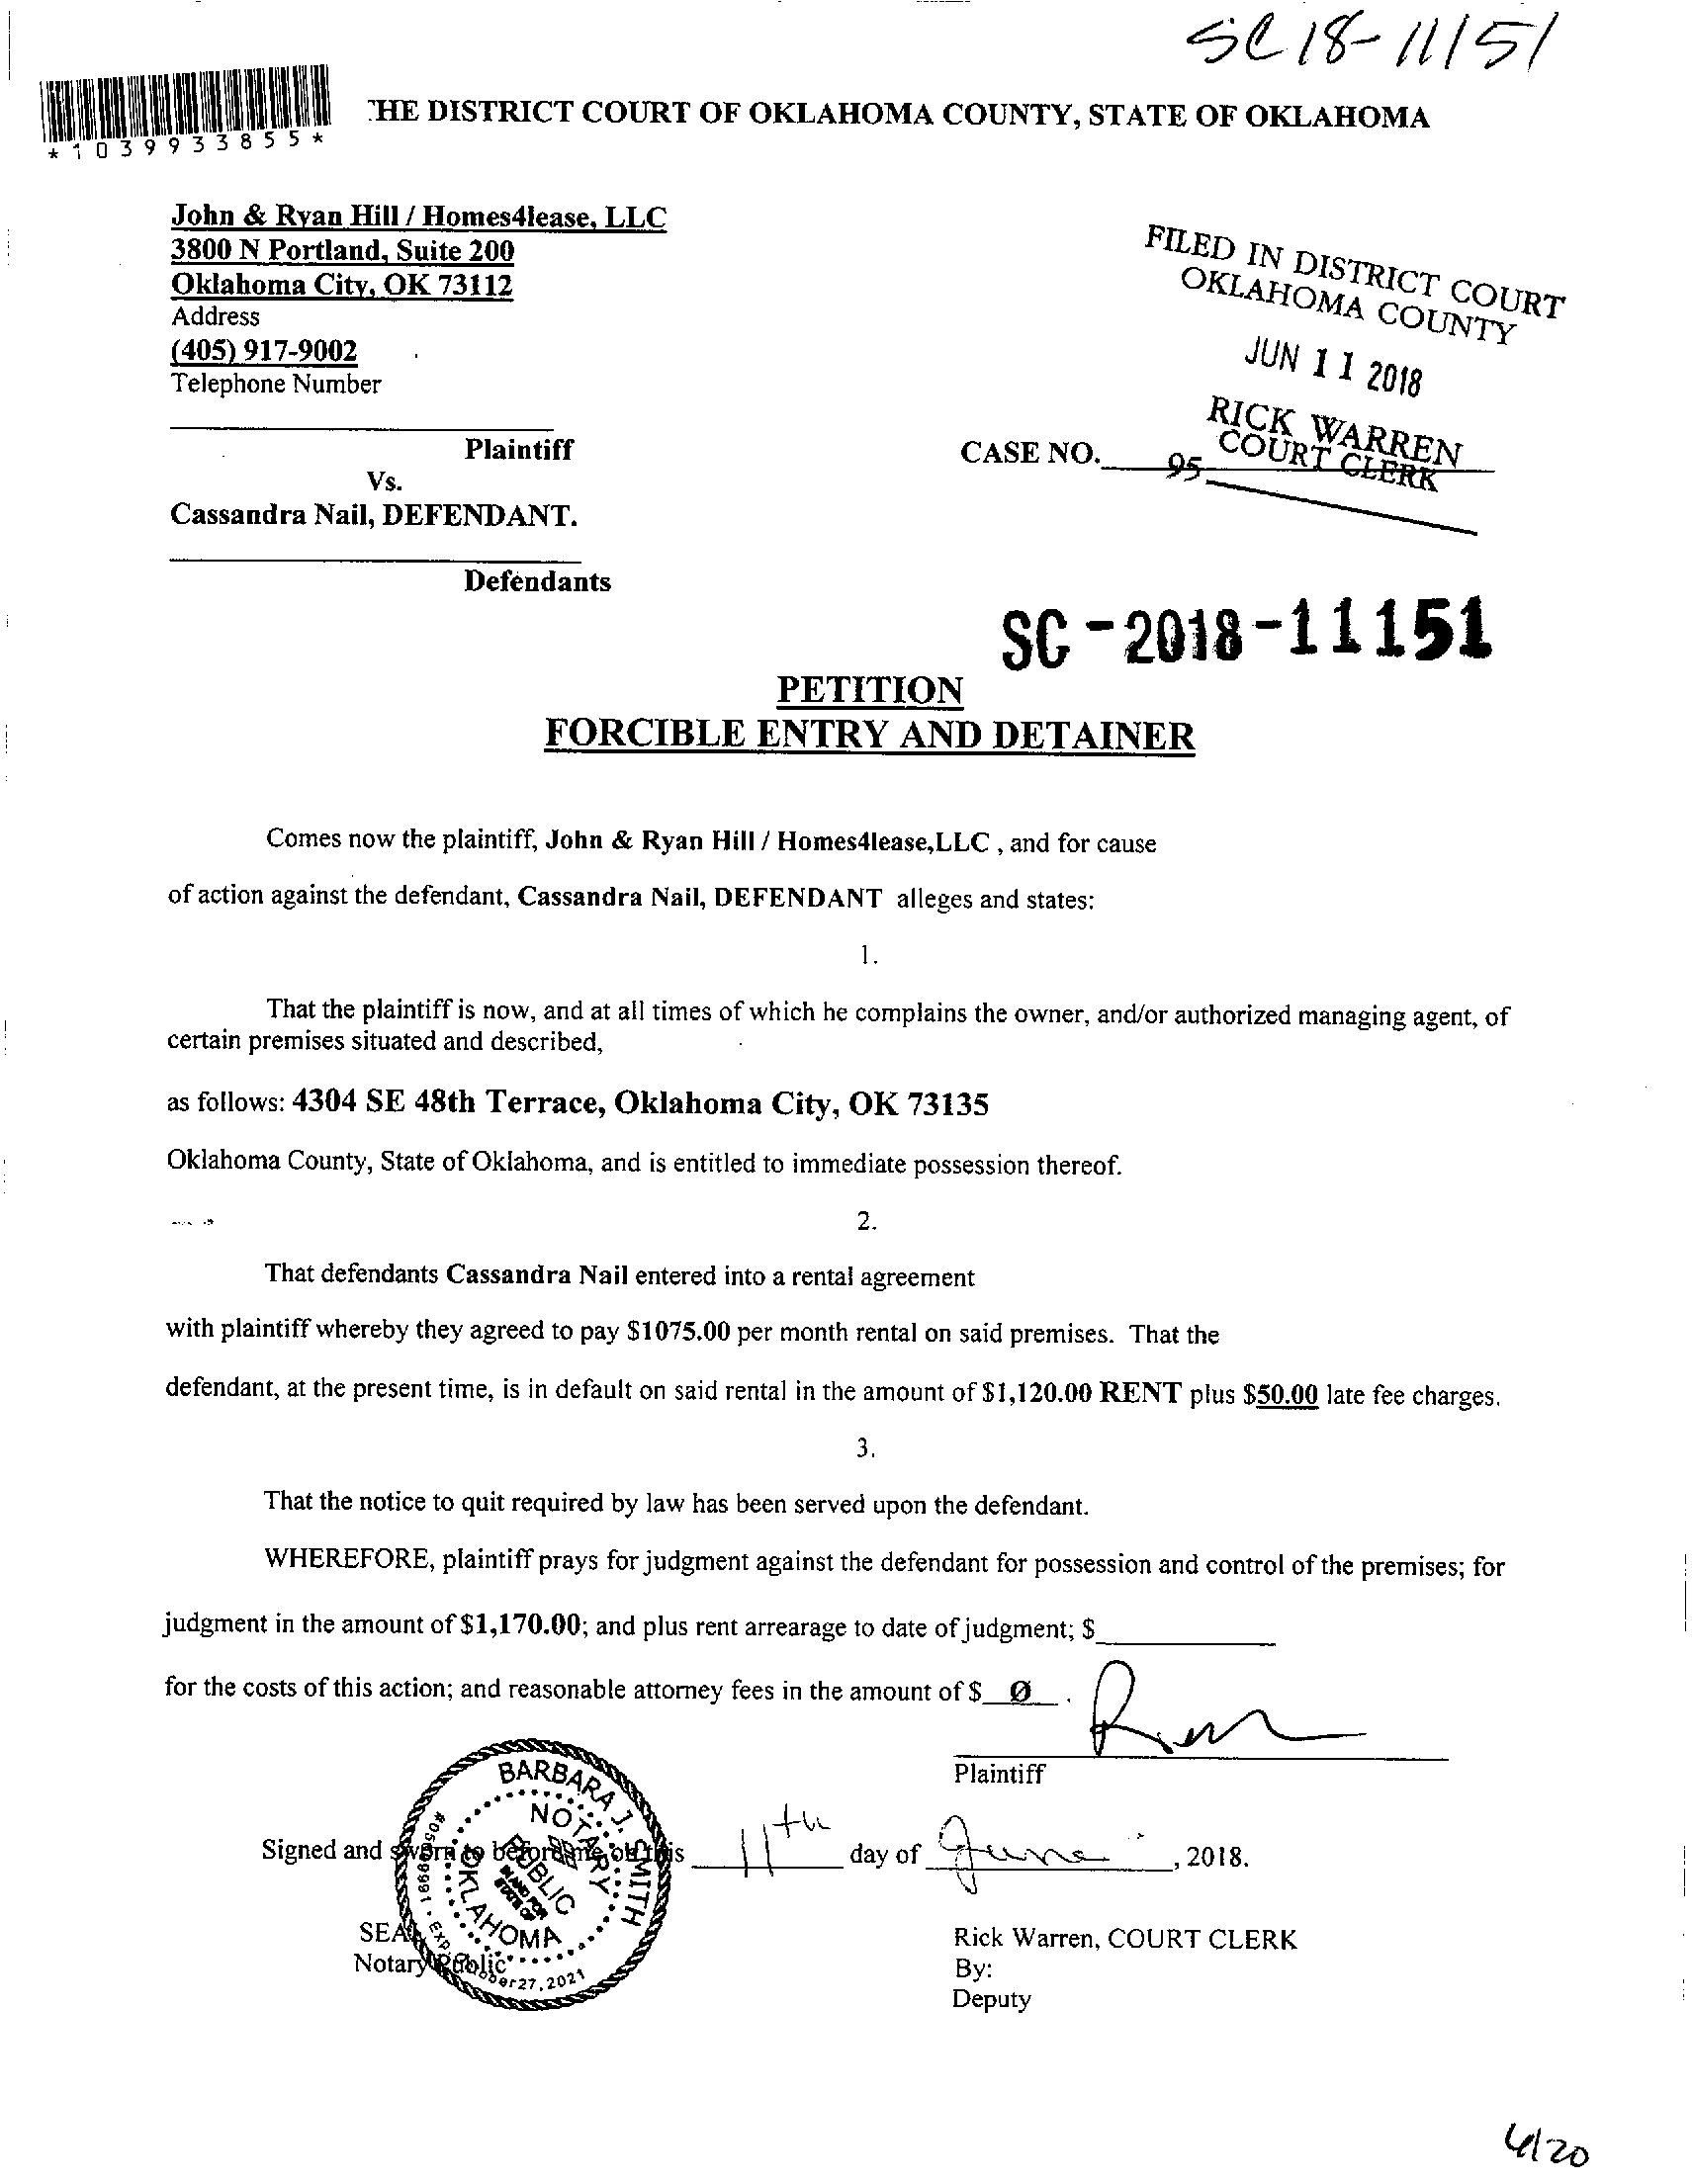 SC 18-11151
*1039933855*
THE DISTRICT COURT OF OKLAHOMA COUNTY, STATE OF OKLAHOMA
John & Ryan Hill / Homes4lease, LLC
3800 N Portland, Suite 200
Oklahoma City, OK 73112
Address
(405) 917-9002
Telephone Number
FILED IN DISTRICT COURT
OKLAHOMA COUNTY
JUN 11 2018
RICK WARREN
COURT CLERK
Plaintiff
CASE NO.
95
Vs.
Cassandra Nail, DEFENDANT.
Defendants
SC-2018-11151
PETITION
FORCIBLE ENTRY AND DETAINER
Comes now the plaintiff, John & Ryan Hill / Homes4lease,LLC , and for cause
of action against the defendant, Cassandra Nail, DEFENDANT alleges and states:
1.
That the plaintiff is now, and at all times of which he complains the owner, and/or authorized managing agent, of
certain premises situated and described,
as follows: 4304 SE 48th Terrace, Oklahoma City, OK 73135
Oklahoma County, State of Oklahoma, and is entitled to immediate possession thereof.
2.
That defendants Cassandra Nail entered into a rental agreement
with plaintiff whereby they agreed to pay $1075.00 per month rental on said premises. That the
defendant, at the present time, is in default on said rental in the amount of $1,120.00 RENT plus $50.00 late fee charges.
3.
That the notice to quit required by law has been served upon the defendant.
WHEREFORE, plaintiff prays for judgment against the defendant for possession and control of the premises; for
judgment in the amount of $1,170.00; and plus rent arrearage to date of judgment; $
for the costs of this action; and reasonable attorney fees in the amount of $ Ø .
Plaintiff
BARBARA J. SMITH
NOTARY PUBLIC
IN AND FOR
STATE OF
OKLAHOMA
Signed and sworn to before me on this 11th day of June, 2018.
SEAL
Notary Public
27, 2021
Rick Warren, COURT CLERK
By:
Deputy